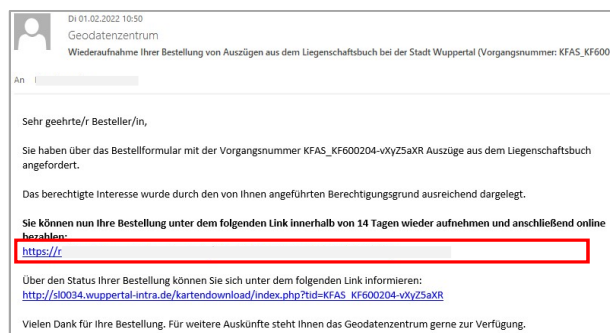 Di 01.02.2022 10:50
Geodatenzentrum
Wiederaufnahme Ihrer Bestellung von Auszügen aus dem Liegenschaftsbuch bei der Stadt Wuppertal (Vorgangsnummer: KFAS_KF600
An
Sehr geehrte/r Besteller/in,
Sie haben über das Bestellformular mit der Vorgangsnummer KFAS_KF600204-vXyZ5aXR Auszüge aus dem Liegenschaftsbuch
angefordert.
Das berechtigte Interesse wurde durch den von Ihnen angeführten Berechtigungsgrund ausreichend dargelegt.
Sie können nun Ihre Bestellung unter dem folgenden Link innerhalb von 14 Tagen wieder aufnehmen und anschließend online
bezahlen:
https://r
Über den Status Ihrer Bestellung können Sie sich unter dem folgenden Link informieren:
http://sl0034.wuppertal-intra.de/kartendownload/index.php?tid=KFAS_KF600204-vXyZ5aXR
Vielen Dank für Ihre Bestellung. Für weitere Auskünfte steht Ihnen das Geodatenzentrum gerne zur Verfügung.